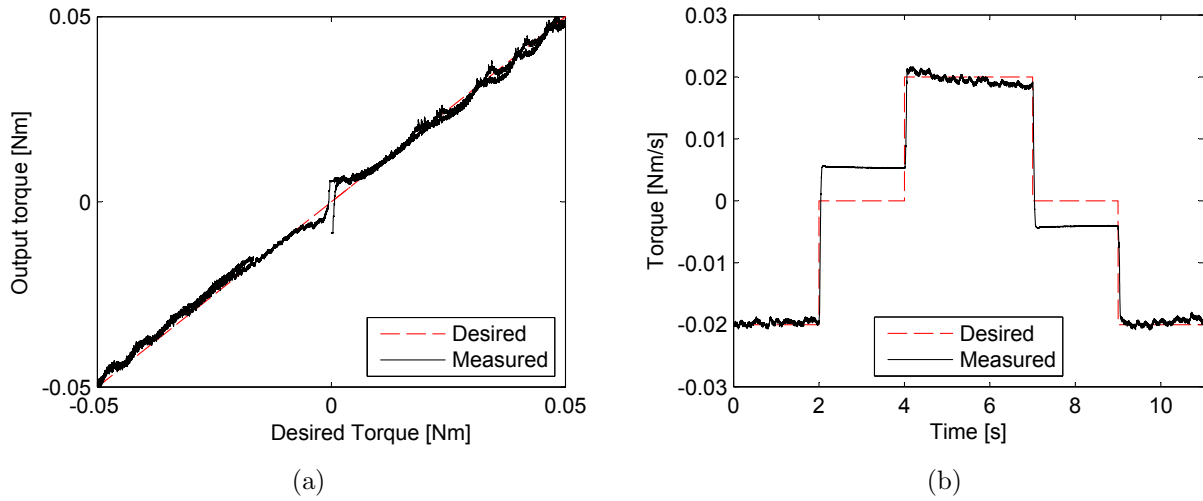 0.05
0
-0.05
Output torque [Nm]
-0.05
0
0.05
Desired Torque [Nm]
Desired
Measured
(a)
0.03
0.02
0.01
0
-0.01
-0.02
-0.03
Torque [Nm/s]
0
2
4
6
8
10
Time [s]
Desired
Measured
(b)